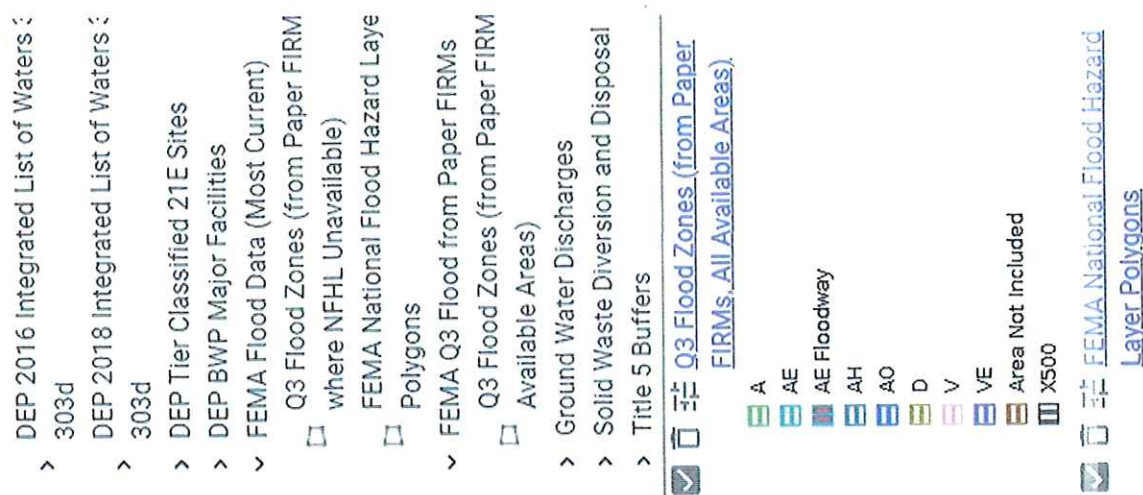 DEP 2016 Integrated List of Waters
303d
DEP 2018 Integrated List of Waters
303d
DEP Tier Classified 21E Sites
DEP BWP Major Facilities
FEMA Flood Data (Most Current)
Q3 Flood Zones (from Paper FIRM
where NFHL Unavailable)
FEMA National Flood Hazard Laye
Polygons
FEMA Q3 Flood from Paper FIRMs
Q3 Flood Zones (from Paper FIRM
Available Areas)
Ground Water Discharges
Solid Waste Diversion and Disposal
Title 5 Buffers
Q3 Flood Zones (from Paper
FIRMs, All Available Areas)
A
AE
AE Floodway
AH
AO
D
V
VE
Area Not Included
X500
FEMA National Flood Hazard
Layer Polygons